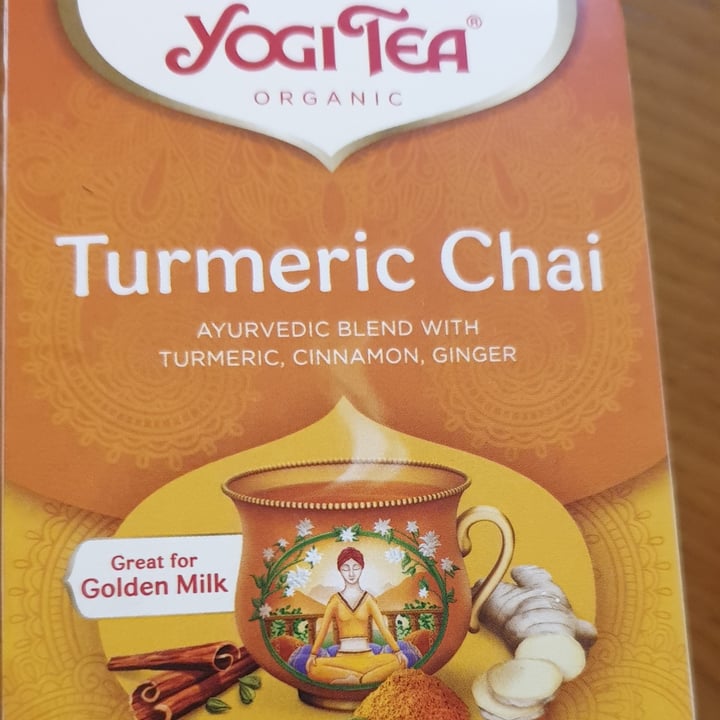 YOGI TEA®
ORGANIC
Turmeric Chai
AYURVEDIC BLEND WITH
TURMERIC, CINNAMON, GINGER
Great for
Golden Milk